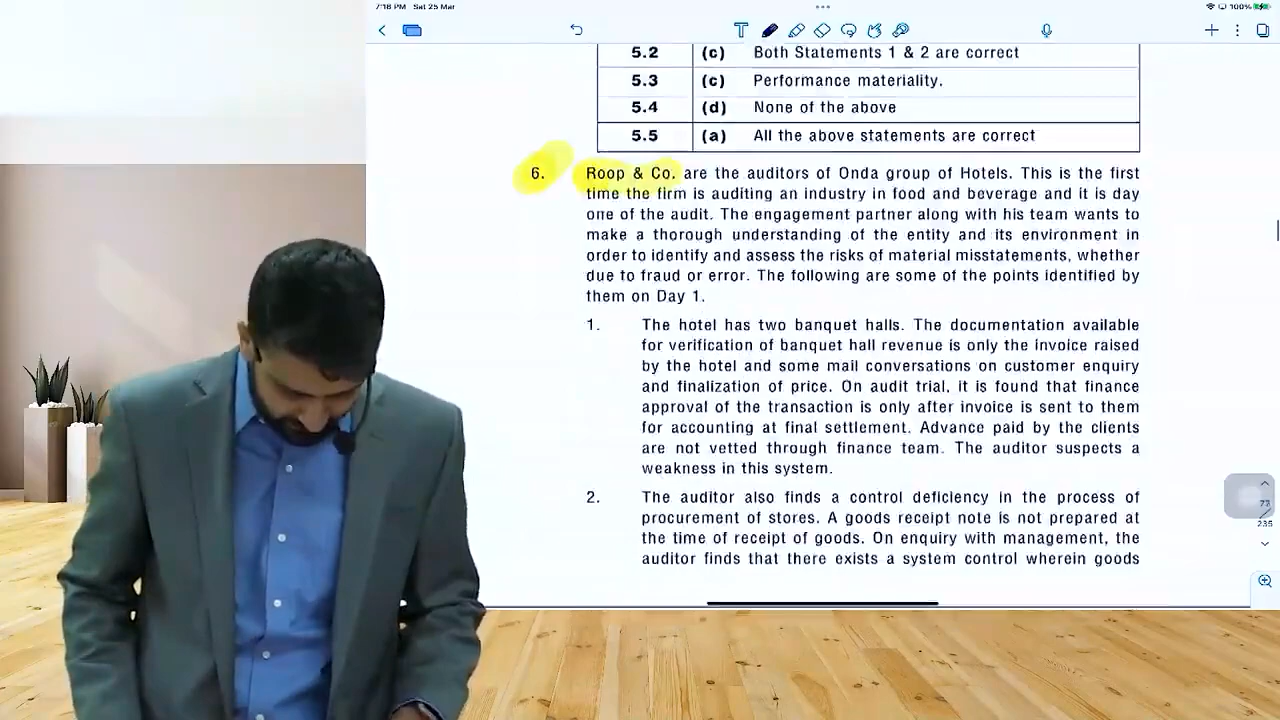 7:18 PM Sat 25 Mar
100%
5.2 (c) Both Statements 1 & 2 are correct
5.3 (c) Performance materiality.
5.4 (d) None of the above
5.5 (a) All the above statements are correct
6. Roop & Co. are the auditors of Onda group of Hotels. This is the first
time the firm is auditing an industry in food and beverage and it is day
one of the audit. The engagement partner along with his team wants to
make a thorough understanding of the entity and its environment in
order to identify and assess the risks of material misstatements, whether
due to fraud or error. The following are some of the points identified by
them on Day 1.
1. The hotel has two banquet halls. The documentation available
for verification of banquet hall revenue is only the invoice raised
by the hotel and some mail conversations on customer enquiry
and finalization of price. On audit trial, it is found that finance
approval of the transaction is only after invoice is sent to them
for accounting at final settlement. Advance paid by the clients
are not vetted through finance team. The auditor suspects a
weakness in this system.
2. The auditor also finds a control deficiency in the process of
procurement of stores. A goods receipt note is not prepared at
the time of receipt of goods. On enquiry with management, the
auditor finds that there exists a system control wherein goods
73
235